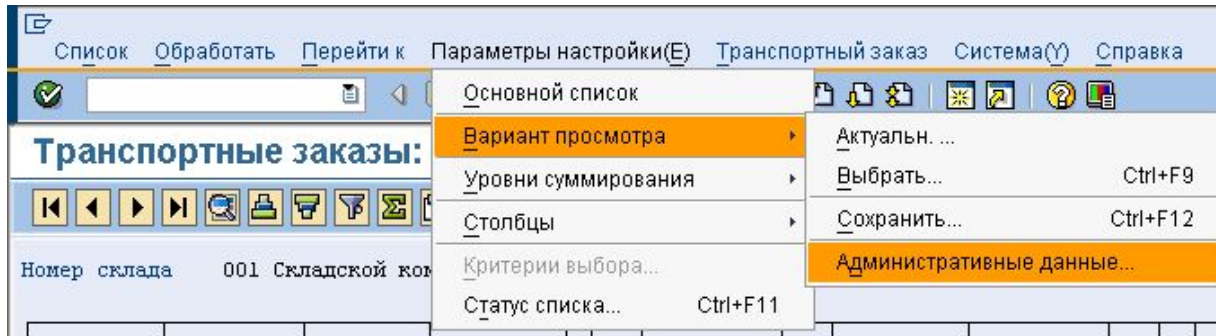 Список Обработать Перейти к Параметры настройки(E) Транспортный заказ Система(Y) Справка
Основной список
Вариант просмотра
Уровни суммирования
Столбцы
Критерии выбора...
Статус списка... Ctrl+F11
Актуальн. ...
Выбрать... Ctrl+F9
Сохранить... Ctrl+F12
Административные данные...
Транспортные заказы:
Номер склада 001 Складской